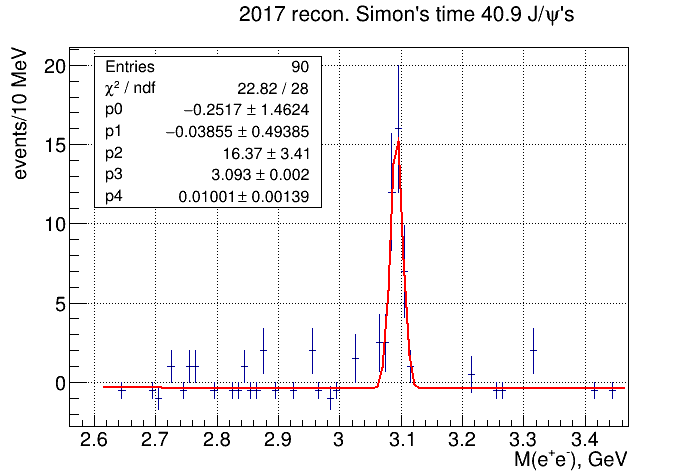 2017 recon. Simon's time 40.9 J/ψ's
events/10 MeV
Entries 90
χ² / ndf 22.82 / 28
p0 −0.2517 ± 1.4624
p1 −0.03855 ± 0.49385
p2 16.37 ± 3.41
p3 3.093 ± 0.002
p4 0.01001 ± 0.00139
20
15
10
5
0
2.6 2.7 2.8 2.9 3 3.1 3.2 3.3 3.4
M(e⁺e⁻), GeV